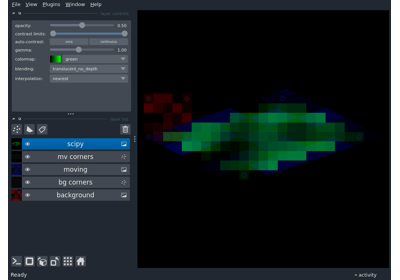 File View Plugins Window Help
layer controls
opacity: 0.50
contrast limits:
auto-contrast: once continuous
gamma: 1.00
colormap: green
blending: translucent_no_depth
interpolation: nearest
layer list
scipy
mv corners
moving
bg corners
background
Ready
activity